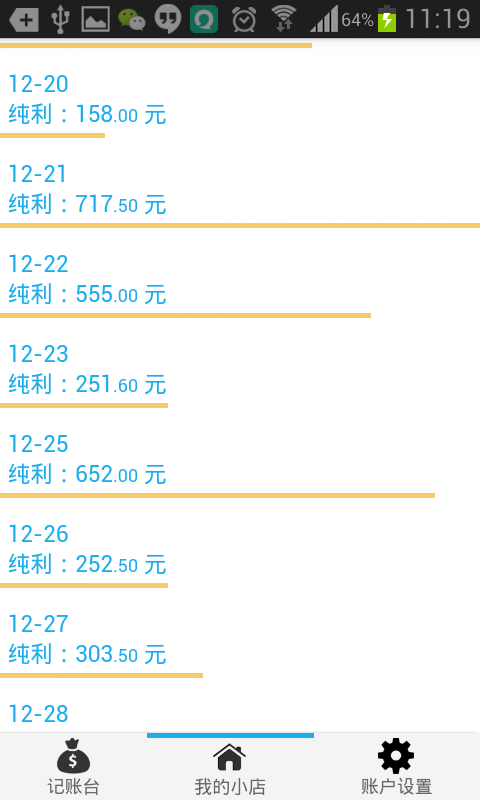 64% 11:19
12-20
纯利：158.00 元
12-21
纯利：717.50 元
12-22
纯利：555.00 元
12-23
纯利：251.60 元
12-25
纯利：652.00 元
12-26
纯利：252.50 元
12-27
纯利：303.50 元
12-28
记账台 我的小店 账户设置